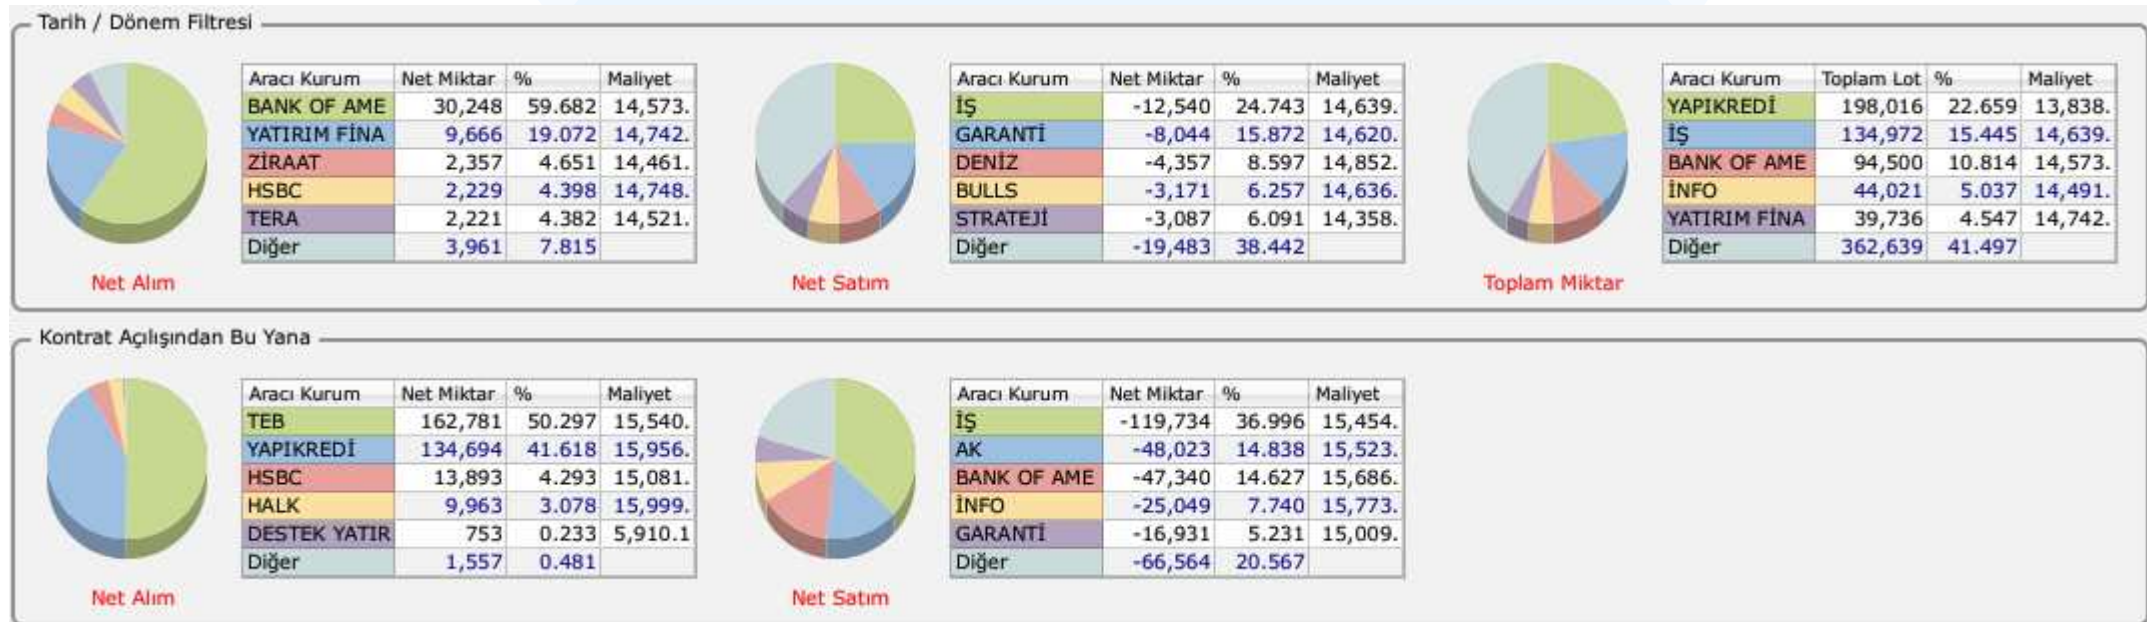 Tarih / Dönem Filtresi
Aracı Kurum Net Miktar % Maliyet
BANK OF AME 30,248 59.682 14,573.
YATIRIM FİNA 9,666 19.072 14,742.
ZİRAAT 2,357 4.651 14,461.
HSBC 2,229 4.398 14,748.
TERA 2,221 4.382 14,521.
Diğer 3,961 7.815
Net Alım
Aracı Kurum Net Miktar % Maliyet
İŞ -12,540 24.743 14,639.
GARANTİ -8,044 15.872 14,620.
DENİZ -4,357 8.597 14,852.
BULLS -3,171 6.257 14,636.
STRATEJİ -3,087 6.091 14,358.
Diğer -19,483 38.442
Net Satım
Aracı Kurum Toplam Lot % Maliyet
YAPIKREDİ 198,016 22.659 13,838.
İŞ 134,972 15.445 14,639.
BANK OF AME 94,500 10.814 14,573.
İNFO 44,021 5.037 14,491.
YATIRIM FİNA 39,736 4.547 14,742.
Diğer 362,639 41.497
Toplam Miktar
Kontrat Açılışından Bu Yana
Aracı Kurum Net Miktar % Maliyet
TEB 162,781 50.297 15,540.
YAPIKREDİ 134,694 41.618 15,956.
HSBC 13,893 4.293 15,081.
HALK 9,963 3.078 15,999.
DESTEK YATIR 753 0.233 5,910.1
Diğer 1,557 0.481
Net Alım
Aracı Kurum Net Miktar % Maliyet
İŞ -119,734 36.996 15,454.
AK -48,023 14.838 15,523.
BANK OF AME -47,340 14.627 15,686.
İNFO -25,049 7.740 15,773.
GARANTİ -16,931 5.231 15,009.
Diğer -66,564 20.567
Net Satım